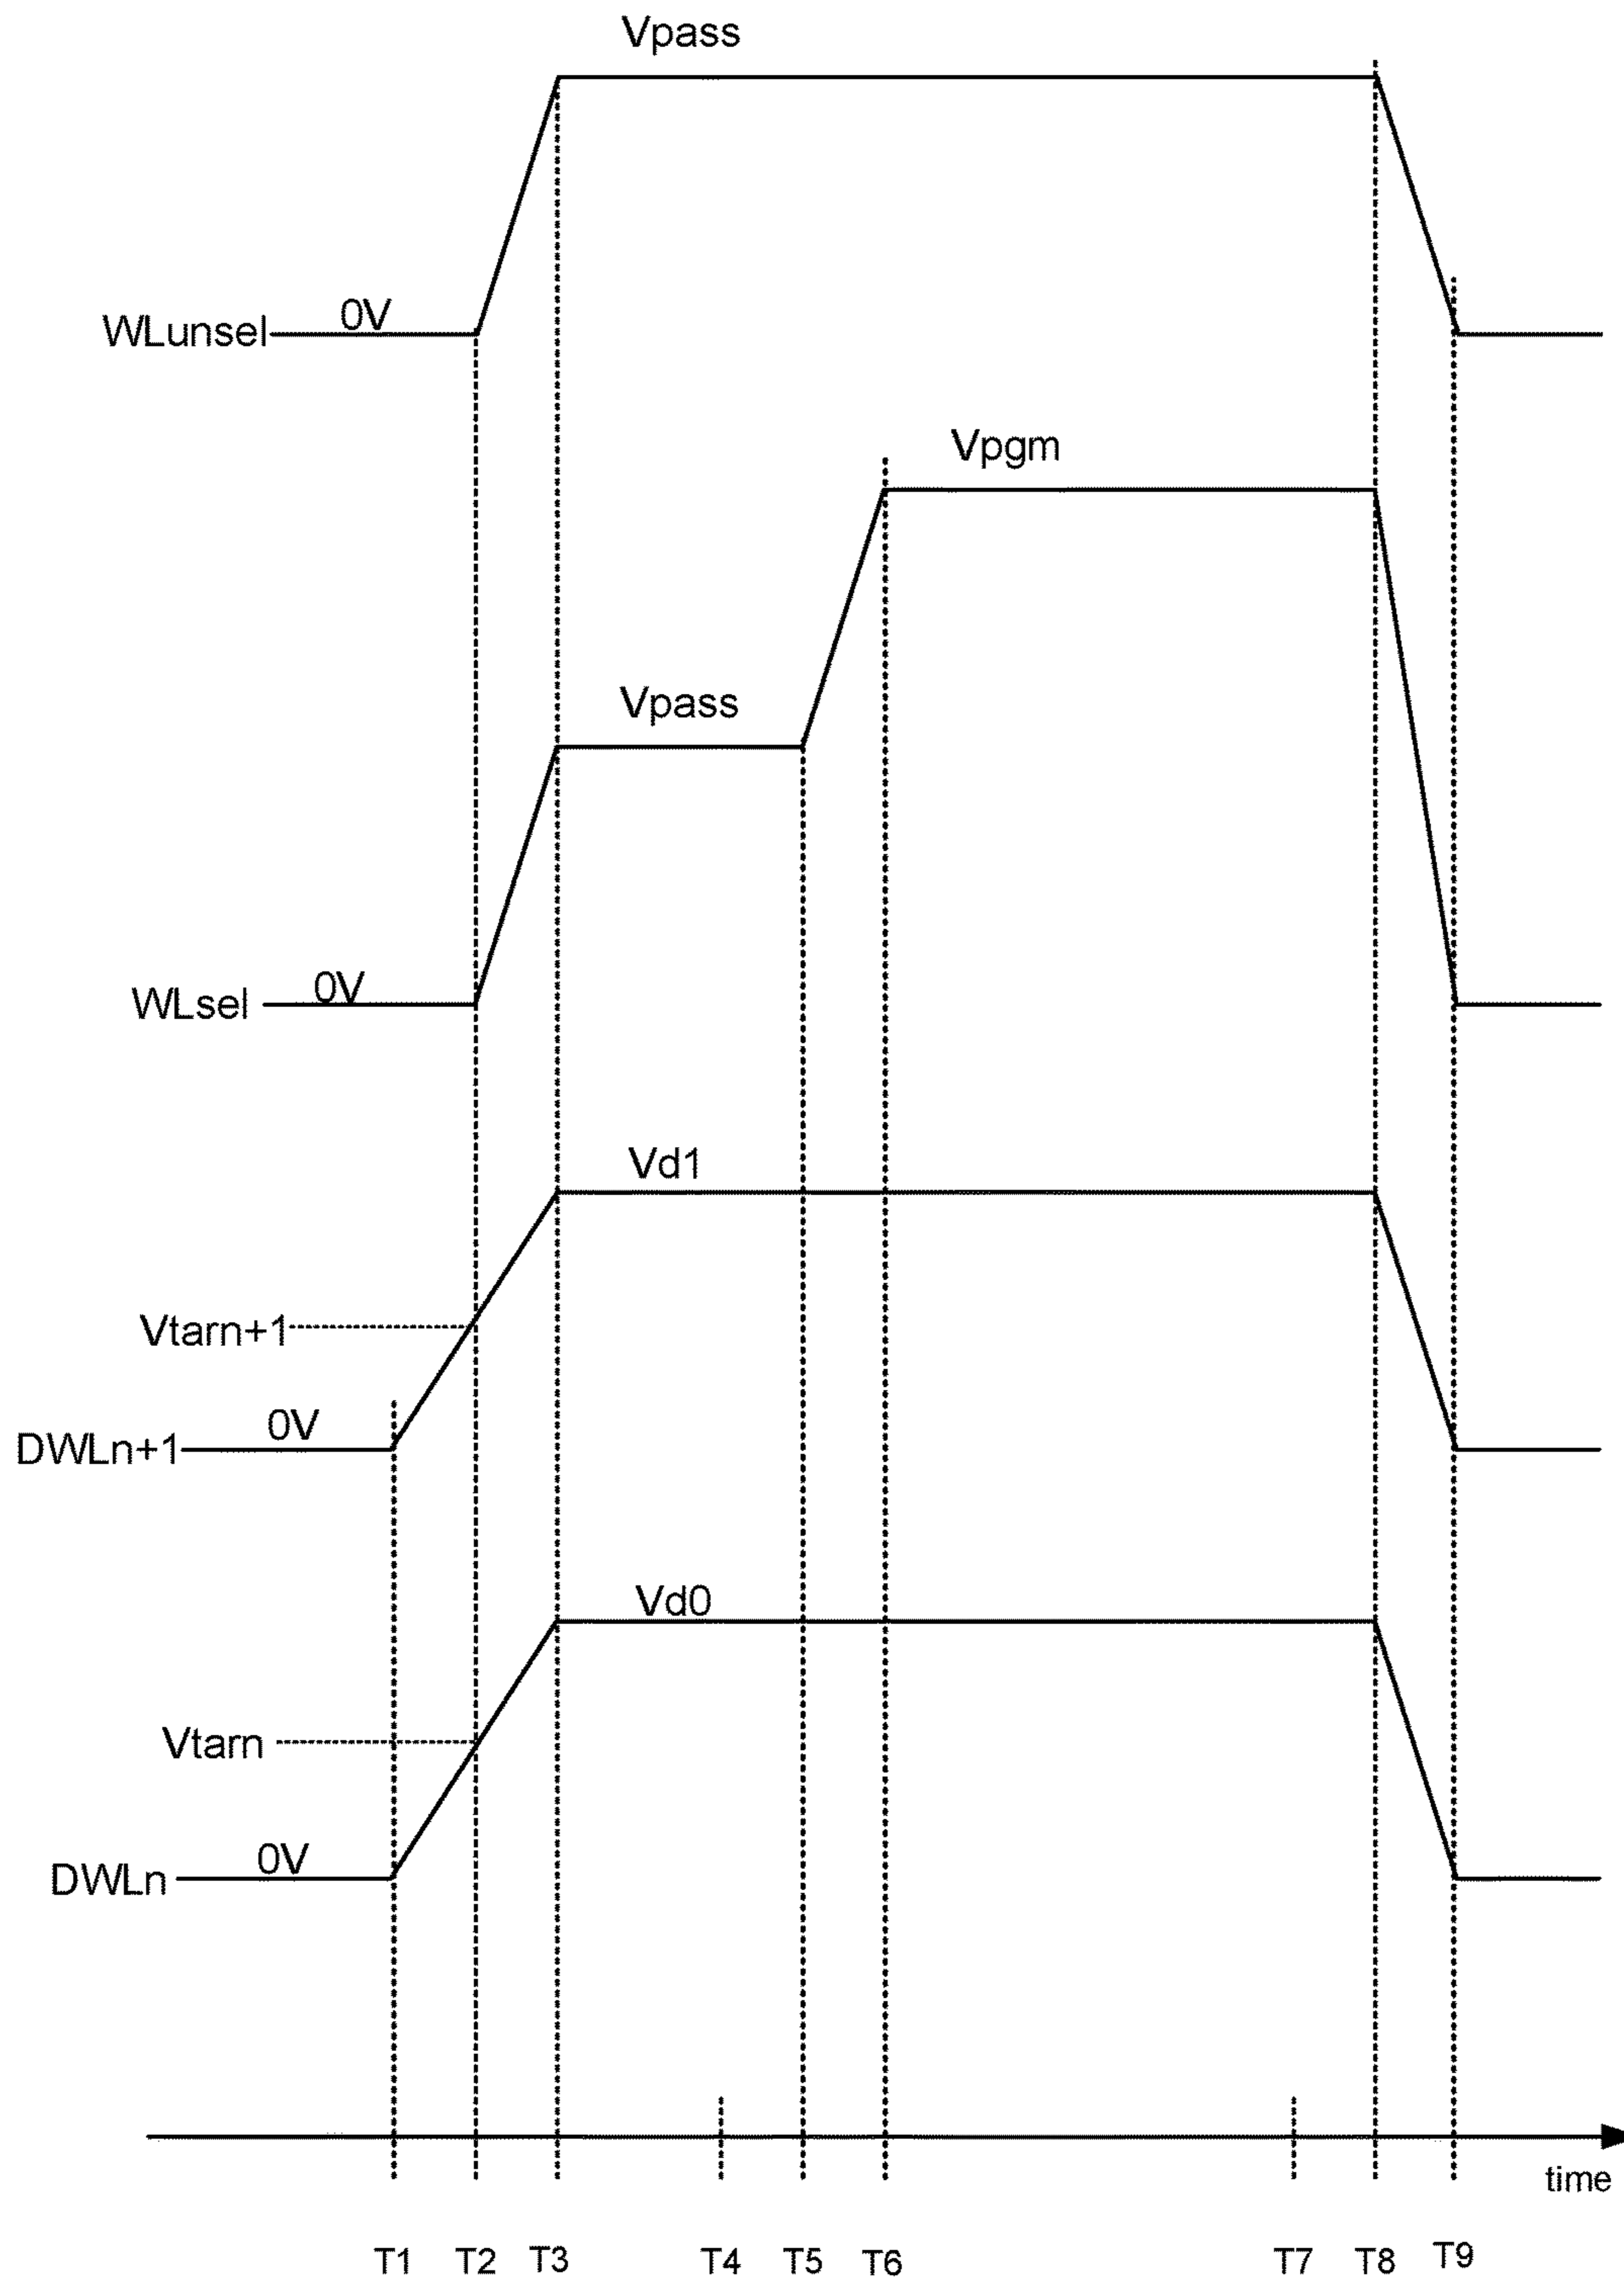 Vpass
0V
WLunsel
Vpgm
Vpass
0V
WLsel
Vd1
Vtarn+1
0V
DWLn+1
Vd0
Vtarn
0V
DWLn
time
T1 T2 T3 T4 T5 T6 T7 T8 T9